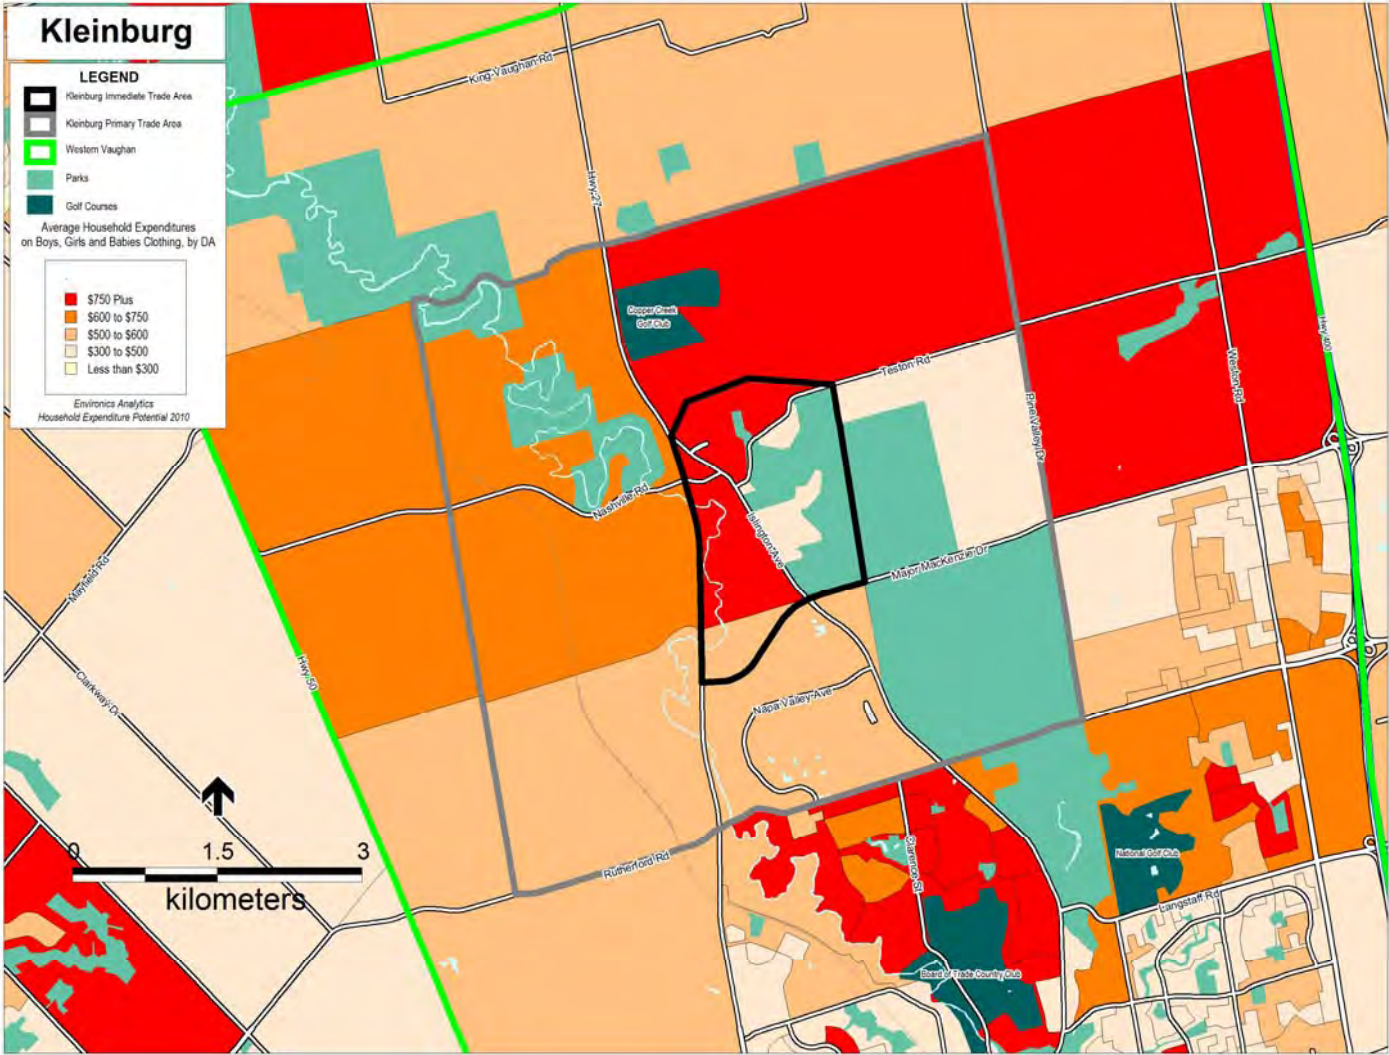 Kleinburg
LEGEND
Kleinburg Immediate Trade Area
Kleinburg Primary Trade Area
Western Vaughan
Parks
Golf Courses
Average Household Expenditures
on Boys, Girls and Babies Clothing, by DA
$750 Plus
$600 to $750
$500 to $600
$300 to $500
Less than $300
Environics Analytics
Household Expenditure Potential 2010
King-Vaughan Rd
Hwy 27
Copper Creek
Golf Club
Teston Rd
Hwy 400
Weston Rd
Pine Valley Dr
Nashville Rd
Islington Ave
Major MacKenzie Dr
Mayfield Rd
Hwy 50
Clarkway Dr
Napa Valley Ave
0 1.5 3
kilometers
Rutherford Rd
Clarence St
National Golf Club
Langstaff Rd
Board of Trade Country Club